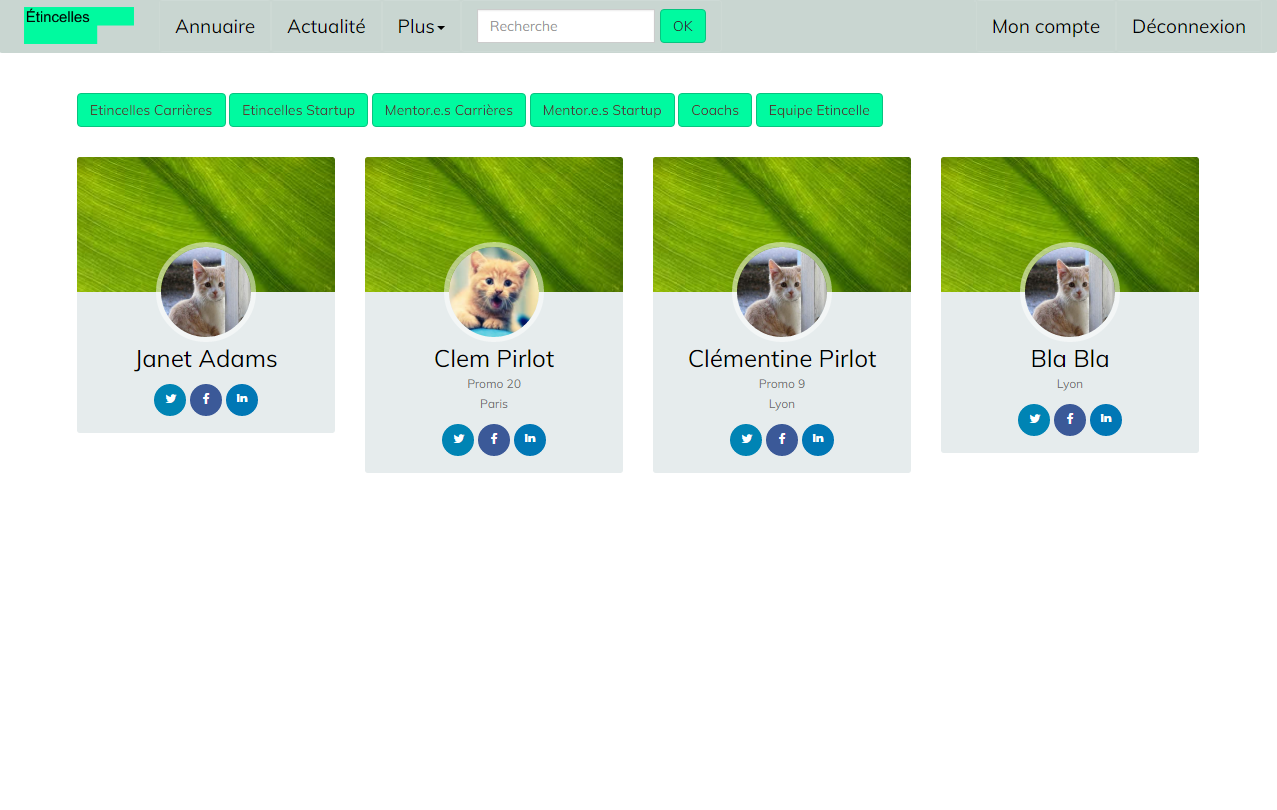 Étincelles
Annuaire Actualité Plus Recherche OK Mon compte Déconnexion
Etincelles Carrières Etincelles Startup Mentor.e.s Carrières Mentor.e.s Startup Coachs Equipe Etincelle
Janet Adams
Clem Pirlot
Promo 20
Paris
Clémentine Pirlot
Promo 9
Lyon
Bla Bla
Lyon